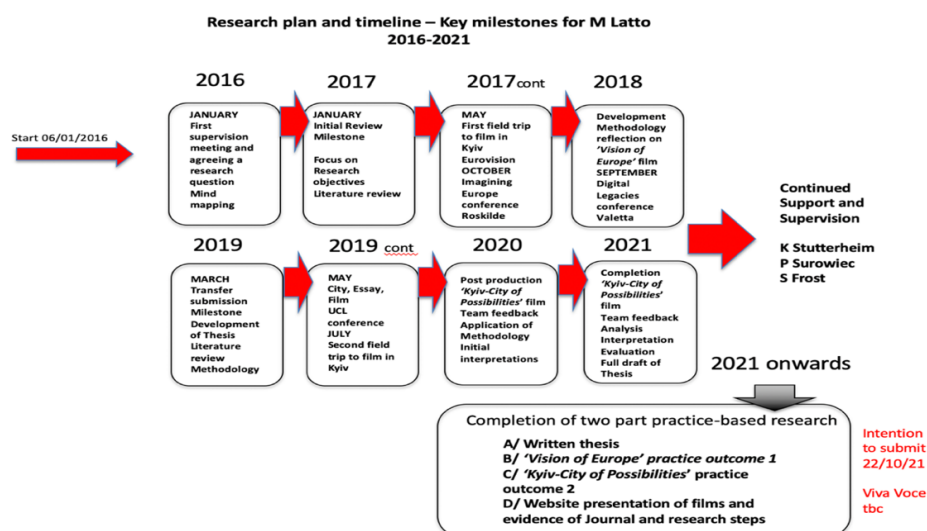 Research plan and timeline – Key milestones for M Latto
2016-2021
Start 06/01/2016
2016
JANUARY
First
supervision
meeting and
agreeing a
research
question
Mind
mapping
2017
JANUARY
Initial Review
Milestone
Focus on
Research
objectives
Literature review
2017 cont
MAY
First field trip
to film in
Kyiv
Eurovision
OCTOBER
Imagining
Europe
conference
Roskilde
2018
Development
Methodology
reflection on
'Vision of
Europe' film
SEPTEMBER
Digital
Legacies
conference
Valetta
Continued
Support and
Supervision
K Stutterheim
P Surowiec
S Frost
2019
MARCH
Transfer
submission
Milestone
Development
of Thesis
Literature
review
Methodology
2019 cont
MAY
City, Essay,
Film
UCL
conference
JULY
Second field
trip to film in
Kyiv
2020
Post production
'Kyiv-City of
Possibilities' film
Team feedback
Application of
Methodology
Initial
interpretations
2021
Completion
'Kyiv-City of
Possibilities'
film
Team feedback
Analysis
Interpretation
Evaluation
Full draft of
Thesis
2021 onwards
Completion of two part practice-based research
A/ Written thesis
B/ 'Vision of Europe' practice outcome 1
C/ 'Kyiv-City of Possibilities' practice
outcome 2
D/ Website presentation of films and
evidence of Journal and research steps
Intention
to submit
22/10/21
Viva Voce
tbc